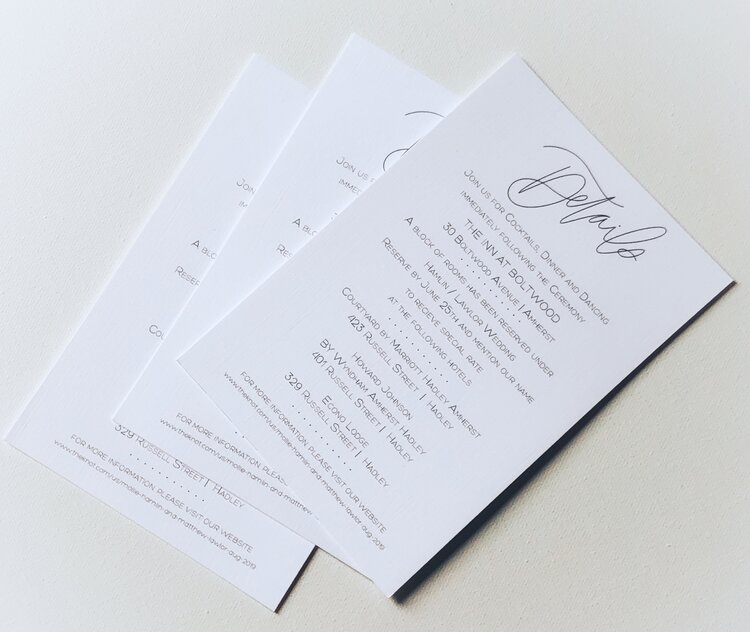 Details
Join us for Cocktails, Dinner and Dancing
immediately following the Ceremony
THE INN AT BOLTWOOD
30 Boltwood Avenue | Amherst
A block of rooms has been reserved under
Hamlin / Lawlor Wedding
Reserve by June 25th and mention our name
to receive special rate
at the following hotels
Courtyard by Marriott Hadley Amherst
423 Russell Street | Hadley
Howard Johnson
by Wyndham Amherst Hadley
401 Russell Street | Hadley
Econo Lodge
329 Russell Street | Hadley
for more information please visit our website
www.theknot.com/us/mollie-hamlin-and-matthew-lawlor-aug-2019
Join us
immed
A block
Reserve
for more information please visit
www.theknot.com/us/mollie-hamlin-and-matthew
Join
imm
A bloc
Reser
Cou
329 Russell Street | Hadley
for more information please visit our website
www.theknot.com/us/mollie-hamlin-and-matthew-lawlor-aug-2019